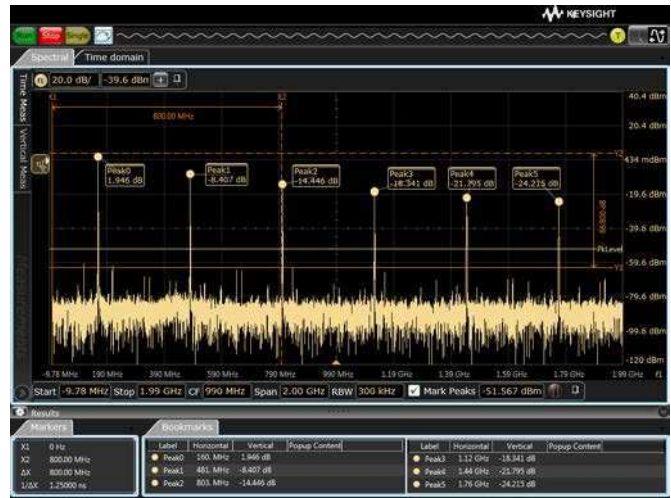 KEYSIGHT
Run Stop Single T
Spectral Time domain
Time Meas
Vertical Meas
Measurements
f1 20.0 dB/ -39.6 dBm
X1 X2
800.00 MHz
40.4 dBm
20.4 dBm
434 mdBm
-19.6 dBm
-39.6 dBm
-59.6 dBm
-79.6 dBm
-99.6 dBm
-120 dBm
Y2
Y1
PkLevel
Peak0
1.946 dB
Peak1
-8.407 dB
Peak2
-14.446 dB
Peak3
-18.341 dB
Peak4
-21.795 dB
Peak5
-24.215 dB
-9.78 MHz 190 MHz 390 MHz 590 MHz 790 MHz 990 MHz 1.19 GHz 1.39 GHz 1.59 GHz 1.79 GHz 1.99 GHz f1
Start -9.78 MHz Stop 1.99 GHz CF 990 MHz Span 2.00 GHz RBW 300 kHz Mark Peaks -51.567 dBm
Results
Markers
X1 0 Hz
X2 800.00 MHz
ΔX 800.00 MHz
1/ΔX 1.25000 ns
Bookmarks
Label Horizontal Vertical Popup Content
Peak0 160. MHz 1.946 dB
Peak1 481. MHz -8.407 dB
Peak2 803. MHz -14.446 dB
Label Horizontal Vertical Popup Content
Peak3 1.12 GHz -18.341 dB
Peak4 1.44 GHz -21.795 dB
Peak5 1.76 GHz -24.215 dB